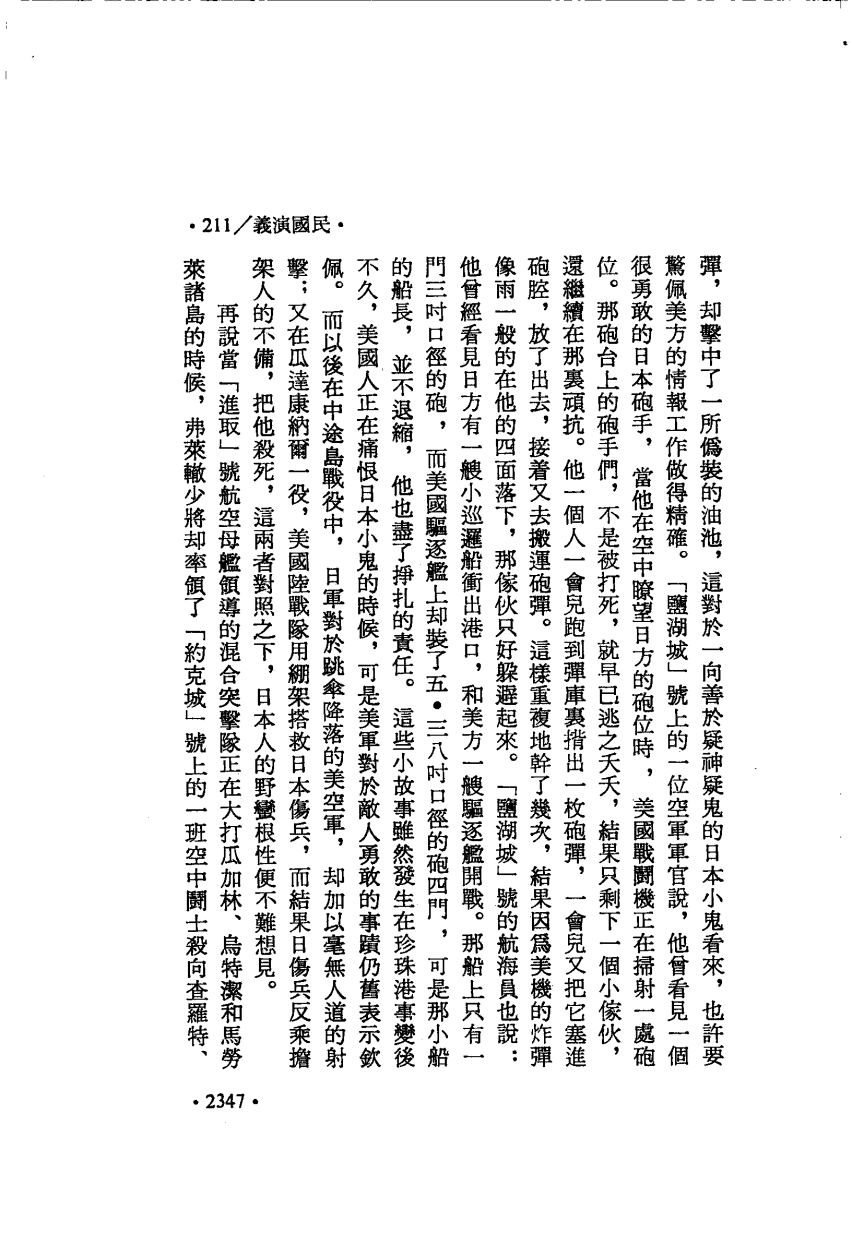 •211/義演國民•
彈，却擊中了一所僞裝的油池，這對於一向善於疑神疑鬼的日本小鬼看來，也許要
驚佩美方的情報工作做得精確。「鹽湖城」號上的一位空軍軍官說，他曾看見一個
很勇敢的日本砲手，當他在空中瞭望日方的砲位時，美國戰鬭機正在掃射一處砲
位。那砲台上的砲手們，不是被打死，就早已逃之夭夭，結果只剩下一個小傢伙，
還繼續在那裏頑抗。他一個人一會兒跑到彈庫裏揹出一枚砲彈，一會兒又把它塞進
砲腔，放了出去，接着又去搬運砲彈。這樣重複地幹了幾次，結果因爲美機的炸彈
像雨一般的在他的四面落下，那傢伙只好躲避起來。「鹽湖城」號的航海員也說：
他曾經看見日方有一艘小巡邏船衝出港口，和美方一艘驅逐艦開戰。那船上只有一
門三吋口徑的砲，而美國驅逐艦上却裝了五•三八吋口徑的砲四門，可是那小船
的船長，並不退縮，他也盡了掙扎的責任。這些小故事雖然發生在珍珠港事變後
不久，美國人正在痛恨日本小鬼的時候，可是美軍對於敵人勇敢的事蹟仍舊表示欽
佩。而以後在中途島戰役中，日軍對於跳傘降落的美空軍，却加以毫無人道的射
擊；又在瓜達康納爾一役，美國陸戰隊用綳架搭救日本傷兵，而結果日傷兵反乘擔
架人的不備，把他殺死，這兩者對照之下，日本人的野蠻根性便不難想見。
再說當「進取」號航空母艦領導的混合突擊隊正在大打瓜加林、烏特潔和馬勞
萊諸島的時候，弗萊轍少將却率領了「約克城」號上的一班空中鬭士殺向查羅特、
•2347•